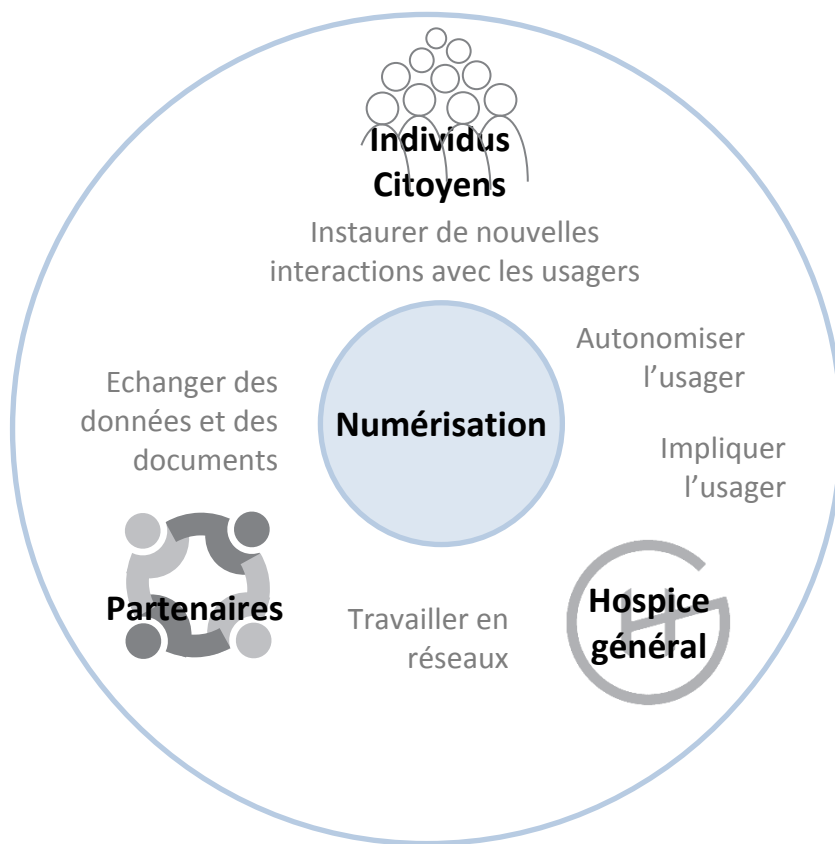 Individus
Citoyens
Instaurer de nouvelles
interactions avec les usagers
Autonomiser
l’usager
Echanger des
données et des
documents
Numérisation
Impliquer
l’usager
Partenaires
Travailler en
réseaux
Hospice
général